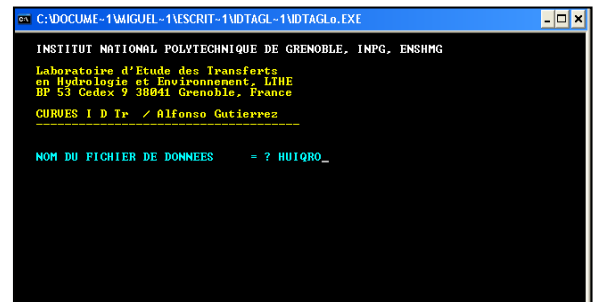 C:\DOCUME~1\MIGUEL~1\ESCRIT~1\IDTAGL~1\IDTAGLo.EXE
INSTITUT NATIONAL POLYTECHNIQUE DE GRENOBLE, INPG, ENSHMG
Laboratoire d'Etude des Transferts
en Hydrologie et Environnement, LTHE
BP 53 Cedex 9 38041 Grenoble, France
CURVES I D Tr / Alfonso Gutierrez
------------------------------------
NOM DU FICHIER DE DONNEES = ? HUIQRO_